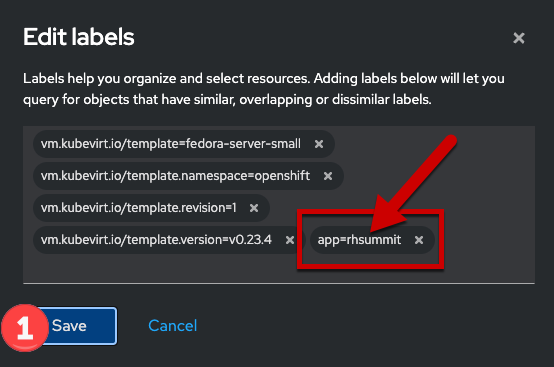 Edit labels ×
Labels help you organize and select resources. Adding labels below will let you
query for objects that have similar, overlapping or dissimilar labels.
vm.kubevirt.io/template=fedora-server-small ×
vm.kubevirt.io/template.namespace=openshift ×
vm.kubevirt.io/template.revision=1 ×
vm.kubevirt.io/template.version=v0.23.4 × app=rhsummit ×
1 Save Cancel